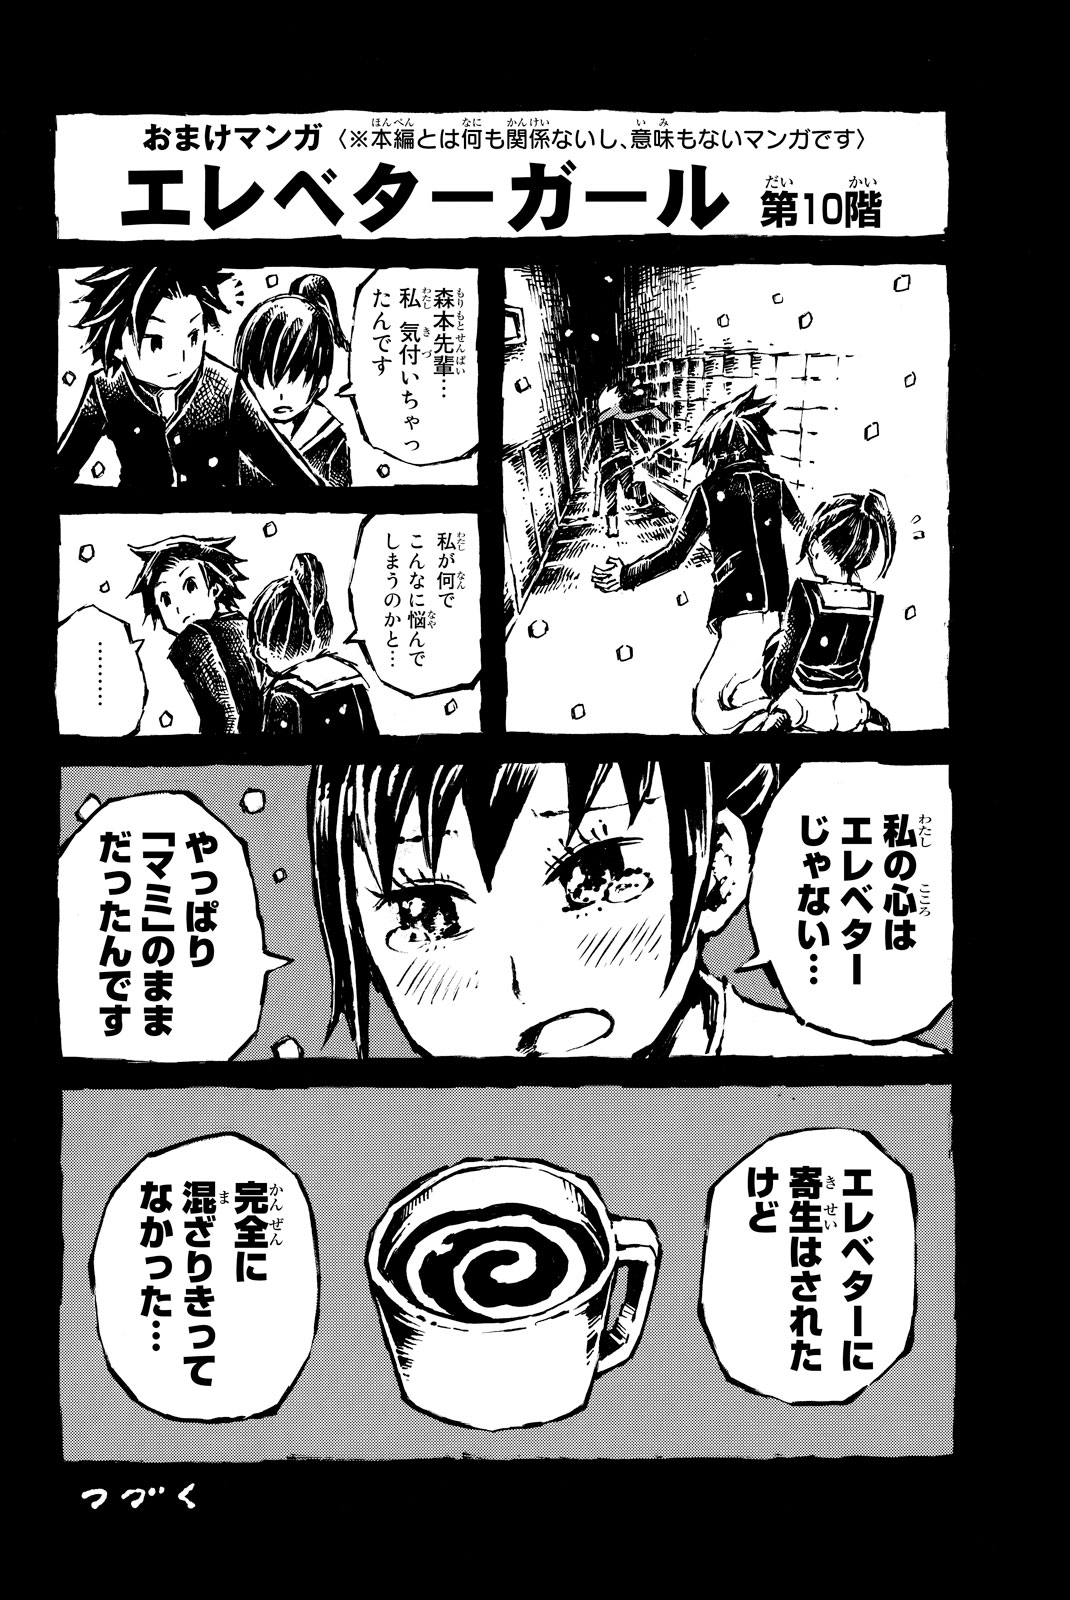 おまけマンガ〈※本編とは何も関係ないし、意味もないマンガです〉
エレベターガール 第10階
森本先輩…
私 気付いちゃっ
たんです
私が何で
こんなに悩んで
しまうのかと…
………
私の心は
エレベター
じゃない…
やっぱり
「マミ」のまま
だったんです
エレベターに
寄生はされた
けど
完全に
混ざりきって
なかった…
つづく